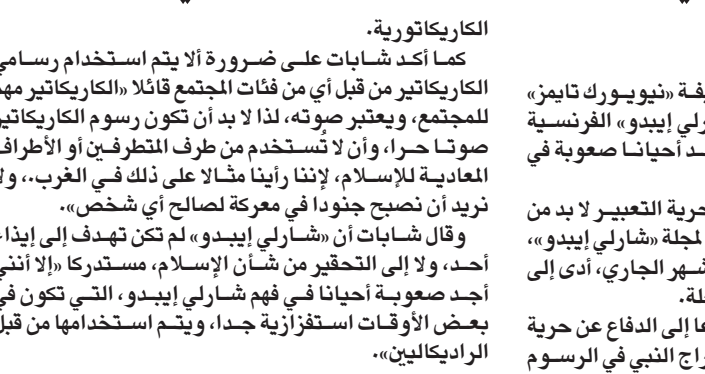 الكاريكاتورية.
كما أكد شابات على ضرورة ألا يتم استخدام رسامي
الكاريكاتير من قبل أي من فئات المجتمع قائلا «الكاريكاتير مهم
للمجتمع، ويعتبر صوته، لذا لا بد أن تكون رسوم الكاريكاتير
صوتا حرا، وأن لا تُستخدم من طرف المتطرفين أو الأطراف
المعادية للإسلام، لإننا رأينا مثالا على ذلك في الغرب.، ولا
نريد أن نصبح جنودا في معركة لصالح أي شخص».
وقال شابات أن «شارلي إيبدو» لم تكن تهدف إلى إيذاء
أحد، ولا إلى التحقير من شأن الإسلام، مستدركا «إلا أنني
أجد صعوبة أحيانا في فهم شارلي إيبدو، التي تكون في
بعض الأوقات استفزازية جدا، ويتم استخدامها من قبل
الراديكاليين».
«نيويورك تايمز»
إيبدو» الفرنسية
أحيانا صعوبة في
حرية التعبير لا بد من
لمجلة «شارلي إيبدو»،
الجاري، أدى إلى
إلى الدفاع عن حرية
النبي في الرسوم